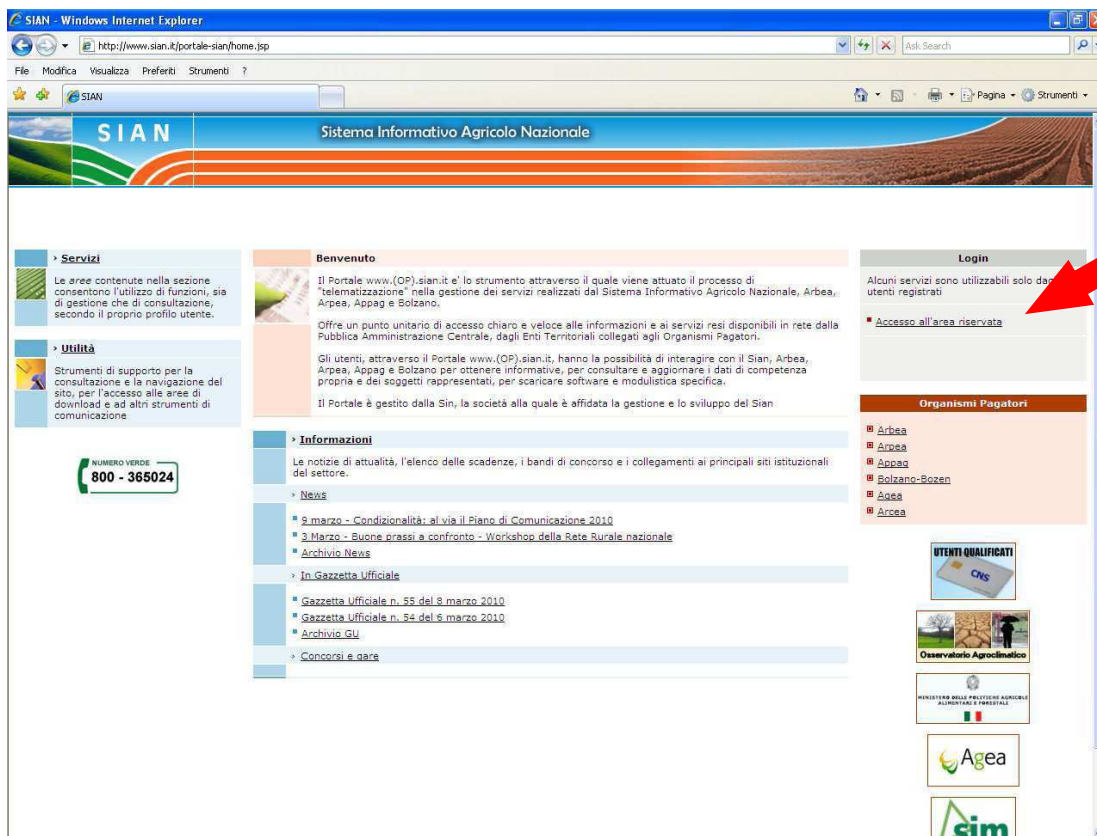 SIAN - Windows Internet Explorer
http://www.sian.it/portale-sian/home.jsp
Ask Search
File Modifica Visualizza Preferiti Strumenti ?
SIAN
Pagina
Strumenti
SIAN
Sistema Informativo Agricolo Nazionale
Servizi
Le aree contenute nella sezione
consentono l'utilizzo di funzioni, sia
di gestione che di consultazione,
secondo il proprio profilo utente.
Utilità
Strumenti di supporto per la
consultazione e la navigazione del
sito, per l'accesso alle aree di
download e ad altri strumenti di
comunicazione
NUMERO VERDE
800 - 365024
Benvenuto
Il Portale www.(OP).sian.it e' lo strumento attraverso il quale viene attuato il processo di
"telematizzazione" nella gestione dei servizi realizzati dal Sistema Informativo Agricolo Nazionale, Arbea,
Arpea, Appag e Bolzano.
Offre un punto unitario di accesso chiaro e veloce alle informazioni e ai servizi resi disponibili in rete dalla
Pubblica Amministrazione Centrale, dagli Enti Territoriali collegati agli Organismi Pagatori.
Gli utenti, attraverso il Portale www.(OP).sian.it, hanno la possibilità di interagire con il Sian, Arbea,
Arpea, Appag e Bolzano per ottenere informative, per consultare e aggiornare i dati di competenza
propria e dei soggetti rappresentati, per scaricare software e modulistica specifica.
Il Portale è gestito dalla Sin, la società alla quale è affidata la gestione e lo sviluppo del Sian
Informazioni
Le notizie di attualità, l'elenco delle scadenze, i bandi di concorso e i collegamenti ai principali siti istituzionali
del settore.
News
9 marzo - Condizionalità: al via il Piano di Comunicazione 2010
3 Marzo - Buone prassi a confronto - Workshop della Rete Rurale nazionale
Archivio News
In Gazzetta Ufficiale
Gazzetta Ufficiale n. 55 del 8 marzo 2010
Gazzetta Ufficiale n. 54 del 6 marzo 2010
Archivio GU
Concorsi e gare
Login
Alcuni servizi sono utilizzabili solo dag
utenti registrati
Accesso all'area riservata
Organismi Pagatori
Arbea
Arpea
Appag
Bolzano-Bozen
Agea
Arcea
UTENTI QUALIFICATI
CNS
Osservatorio Agroclimatico
MINISTERO DELLE POLITICHE AGRICOLE
ALIMENTARI E FORESTALI
Agea
sim